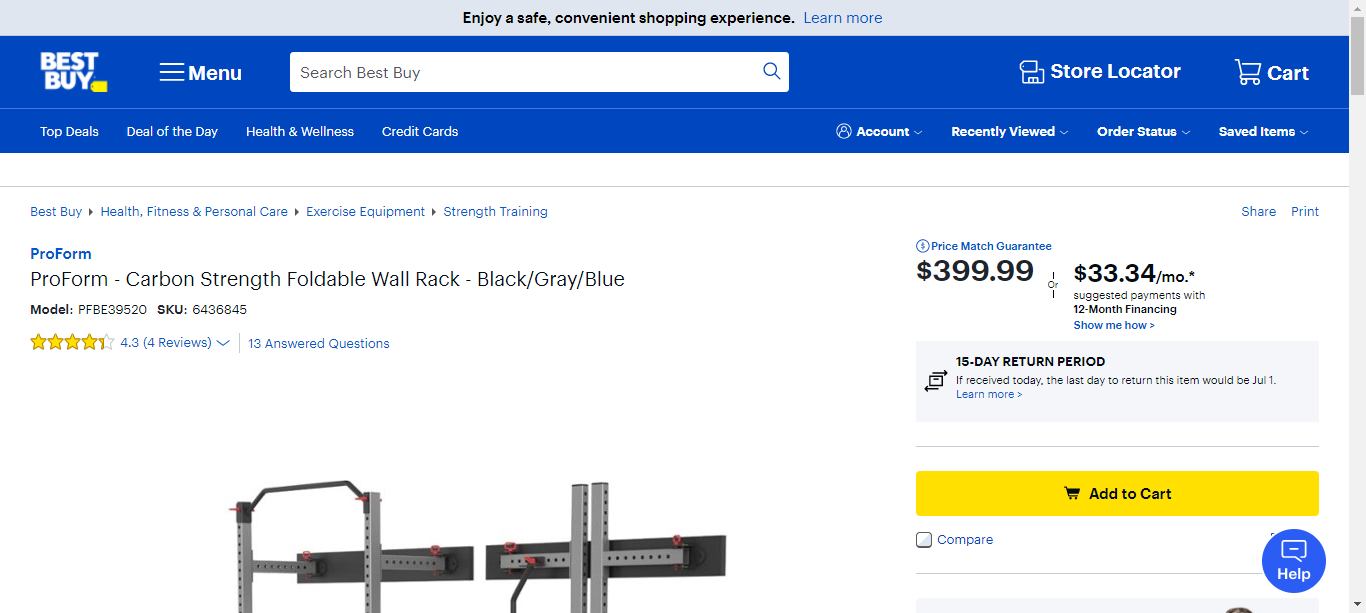 Enjoy a safe, convenient shopping experience. Learn more
BEST BUY
Menu
Search Best Buy
Store Locator
Cart
Top Deals
Deal of the Day
Health & Wellness
Credit Cards
Account
Recently Viewed
Order Status
Saved Items
Best Buy
Health, Fitness & Personal Care
Exercise Equipment
Strength Training
Share
Print
ProForm
ProForm - Carbon Strength Foldable Wall Rack - Black/Gray/Blue
Model: PFBE39520 SKU: 6436845
4.3 (4 Reviews)
13 Answered Questions
Price Match Guarantee
$399.99
Or
$33.34/mo.*
suggested payments with
12-Month Financing
Show me how >
15-DAY RETURN PERIOD
If received today, the last day to return this item would be Jul 1.
Learn more >
Add to Cart
Compare
Help